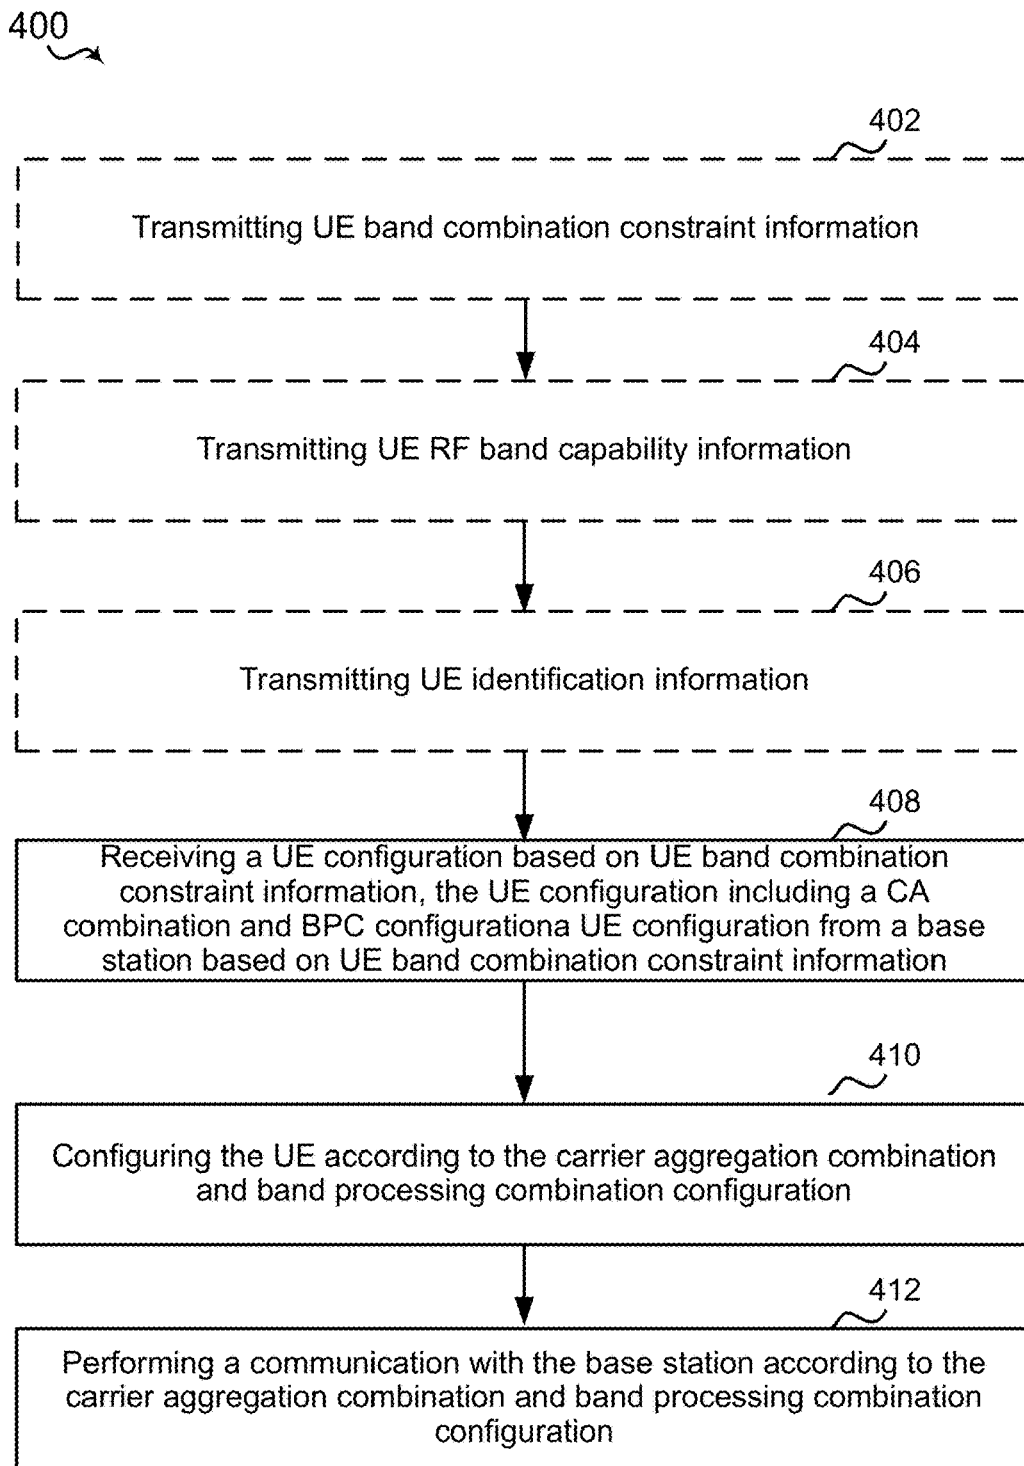 400
402
Transmitting UE band combination constraint information
404
Transmitting UE RF band capability information
406
Transmitting UE identification information
408
Receiving a UE configuration based on UE band combination
constraint information, the UE configuration including a CA
combination and BPC configurationa UE configuration from a base
station based on UE band combination constraint information
410
Configuring the UE according to the carrier aggregation combination
and band processing combination configuration
412
Performing a communication with the base station according to the
carrier aggregation combination and band processing combination
configuration